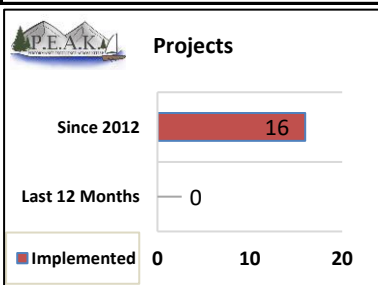 P.E.A.K.
Projects
Since 2012
16
Last 12 Months
0
Implemented
0 10 20